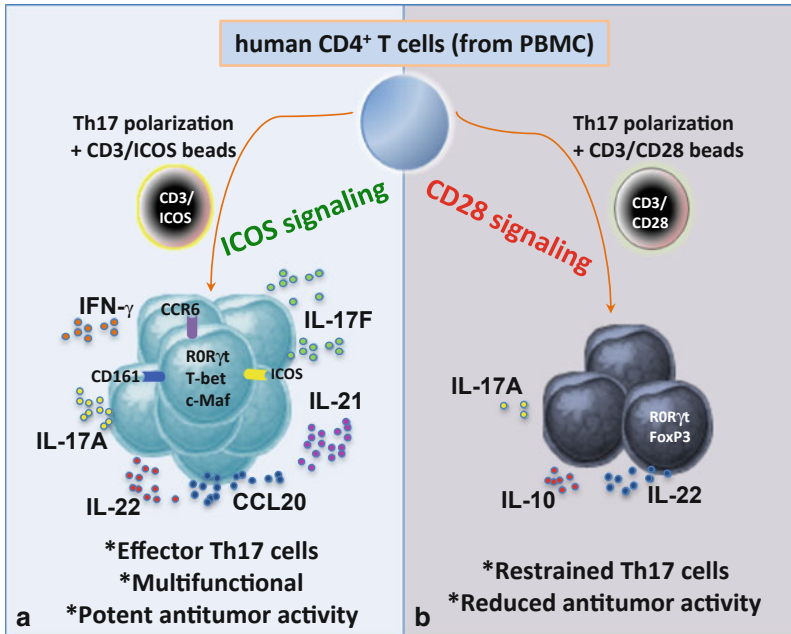 human CD4⁺ T cells (from PBMC)
Th17 polarization
+ CD3/ICOS beads
CD3/
ICOS
ICOS signaling
IFN-γ
CCR6
IL-17F
RORγt
T-bet
c-Maf
CD161
ICOS
IL-17A
IL-21
IL-22
CCL20
*Effector Th17 cells
*Multifunctional
*Potent antitumor activity
a
Th17 polarization
+ CD3/CD28 beads
CD3/
CD28
CD28 signaling
IL-17A
RORγt
FoxP3
IL-10
IL-22
*Restrained Th17 cells
*Reduced antitumor activity
b